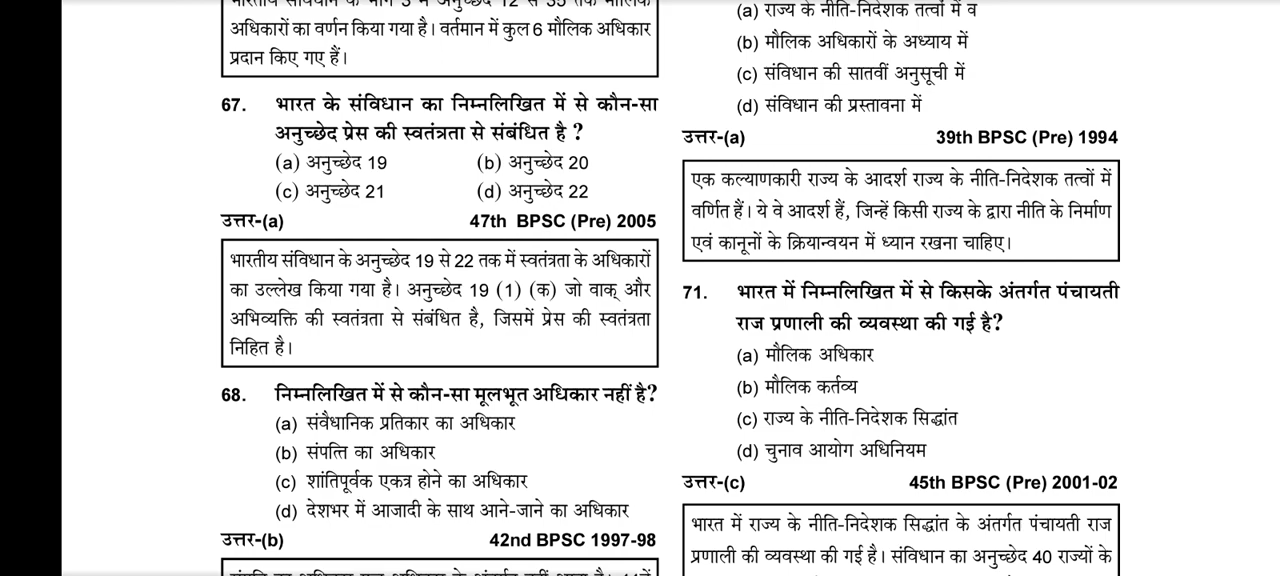 अधिकारों का वर्णन किया गया है। वर्तमान में कुल 6 मौलिक अधिकार
प्रदान किए गए हैं।
67. भारत के संविधान का निम्नलिखित में से कौन-सा
अनुच्छेद प्रेस की स्वतंत्रता से संबंधित है ?
(a) अनुच्छेद 19 (b) अनुच्छेद 20
(c) अनुच्छेद 21 (d) अनुच्छेद 22
उत्तर-(a) 47th BPSC (Pre) 2005
भारतीय संविधान के अनुच्छेद 19 से 22 तक में स्वतंत्रता के अधिकारों
का उल्लेख किया गया है। अनुच्छेद 19 (1) (क) जो वाक् और
अभिव्यक्ति की स्वतंत्रता से संबंधित है, जिसमें प्रेस की स्वतंत्रता
निहित है।
68. निम्नलिखित में से कौन-सा मूलभूत अधिकार नहीं है?
(a) संवैधानिक प्रतिकार का अधिकार
(b) संपत्ति का अधिकार
(c) शांतिपूर्वक एकत्र होने का अधिकार
(d) देशभर में आजादी के साथ आने-जाने का अधिकार
उत्तर-(b) 42nd BPSC 1997-98
(a) राज्य के नीति-निदेशक तत्वों में व
(b) मौलिक अधिकारों के अध्याय में
(c) संविधान की सातवीं अनुसूची में
(d) संविधान की प्रस्तावना में
उत्तर-(a) 39th BPSC (Pre) 1994
एक कल्याणकारी राज्य के आदर्श राज्य के नीति-निदेशक तत्वों में
वर्णित हैं। ये वे आदर्श हैं, जिन्हें किसी राज्य के द्वारा नीति के निर्माण
एवं कानूनों के क्रियान्वयन में ध्यान रखना चाहिए।
71. भारत में निम्नलिखित में से किसके अंतर्गत पंचायती
राज प्रणाली की व्यवस्था की गई है?
(a) मौलिक अधिकार
(b) मौलिक कर्तव्य
(c) राज्य के नीति-निदेशक सिद्धांत
(d) चुनाव आयोग अधिनियम
उत्तर-(c) 45th BPSC (Pre) 2001-02
भारत में राज्य के नीति-निदेशक सिद्धांत के अंतर्गत पंचायती राज
प्रणाली की व्यवस्था की गई है। संविधान का अनुच्छेद 40 राज्यों के